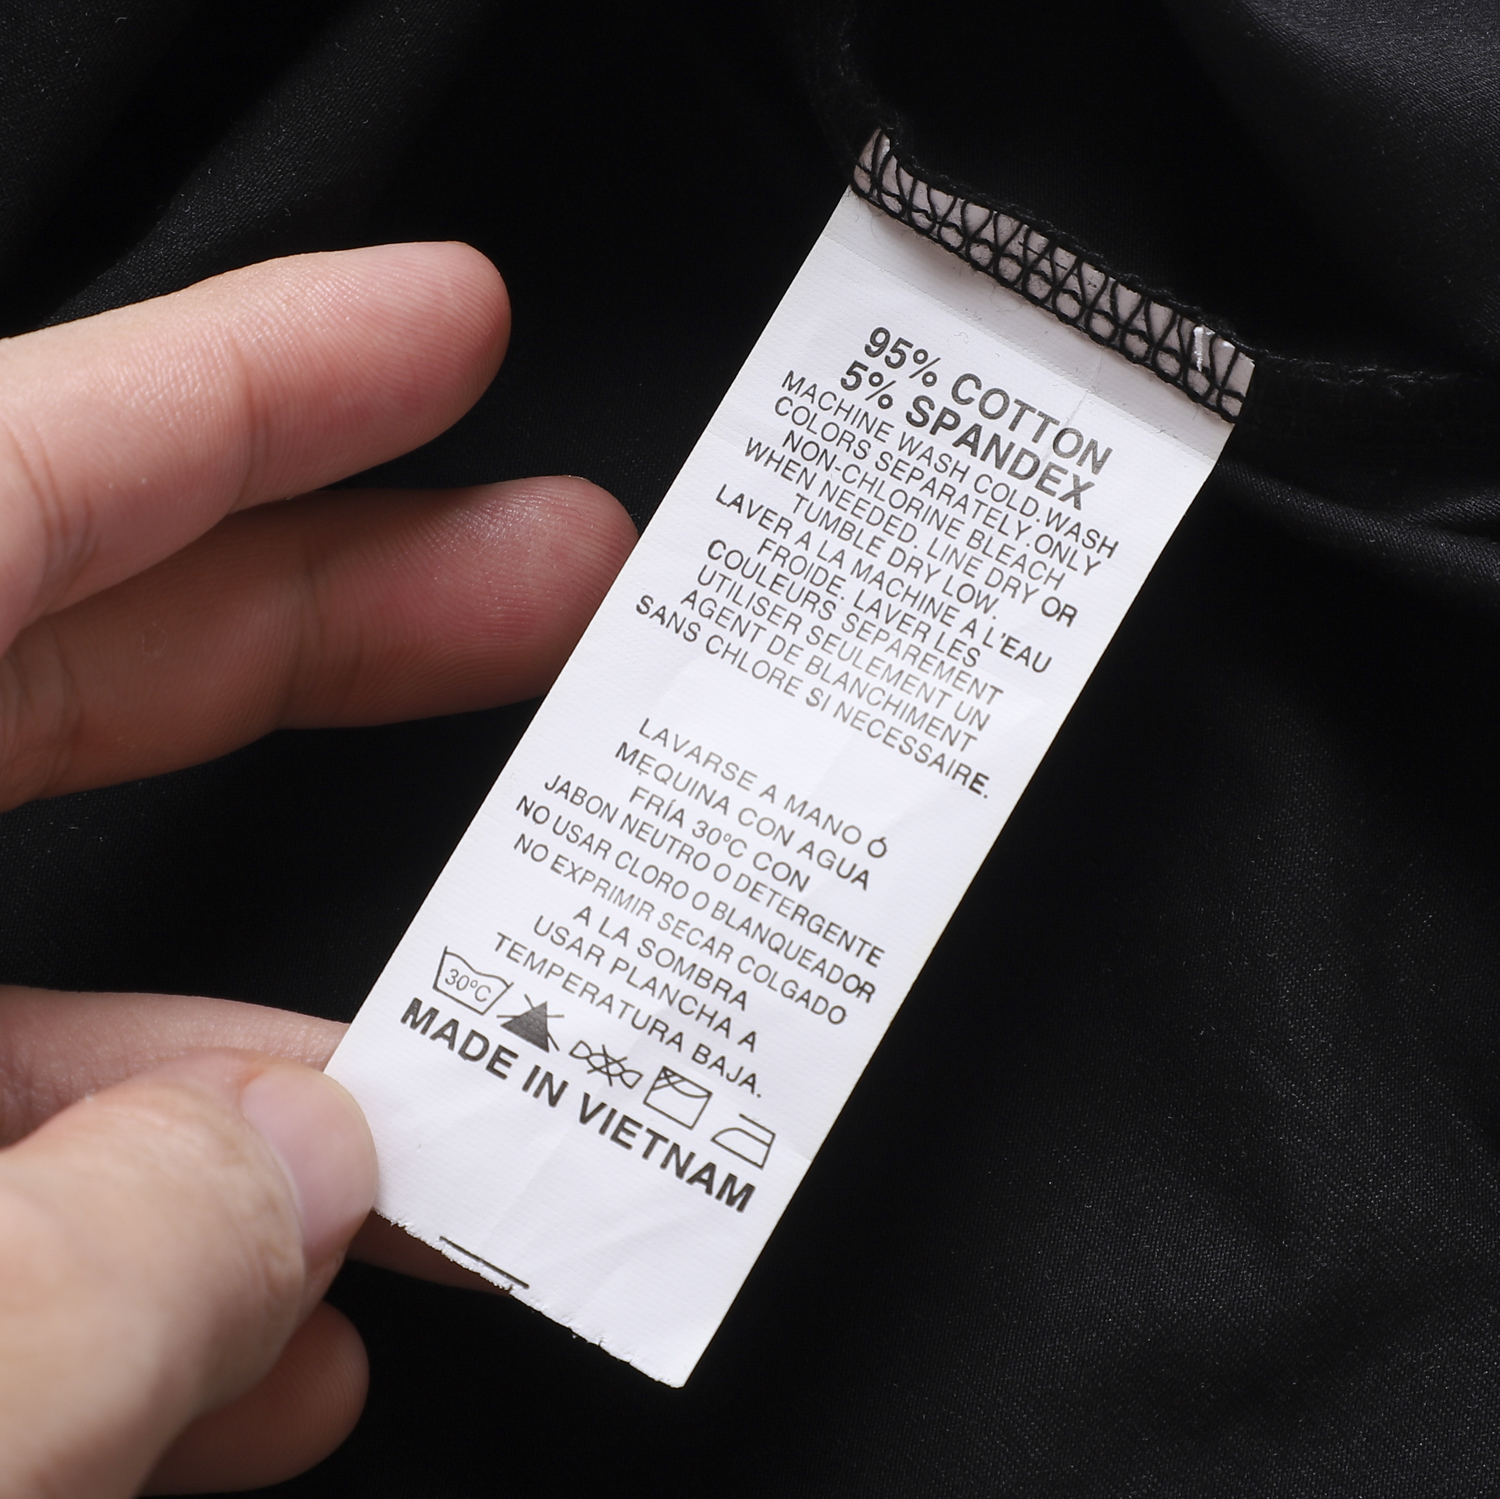 95% COTTON
5% SPANDEX
MACHINE WASH COLD.WASH
COLORS SEPARATELY.ONLY
NON-CHLORINE BLEACH
WHEN NEEDED. LINE DRY OR
TUMBLE DRY LOW.
LAVER A LA MACHINE A L'EAU
FROIDE. LAVER LES
COULEURS SEPAREMENT
UTILISER SEULEMENT UN
AGENT DE BLANCHIMENT
SANS CHLORE SI NECESSAIRE.
LAVARSE A MANO Ó
MEQUINA CON AGUA
FRÍA 30ºC CON
JABON NEUTRO O DETERGENTE
NO USAR CLORO O BLANQUEADOR
NO EXPRIMIR SECAR COLGADO
A LA SOMBRA
USAR PLANCHA A
TEMPERATURA BAJA.
30ºC
MADE IN VIETNAM